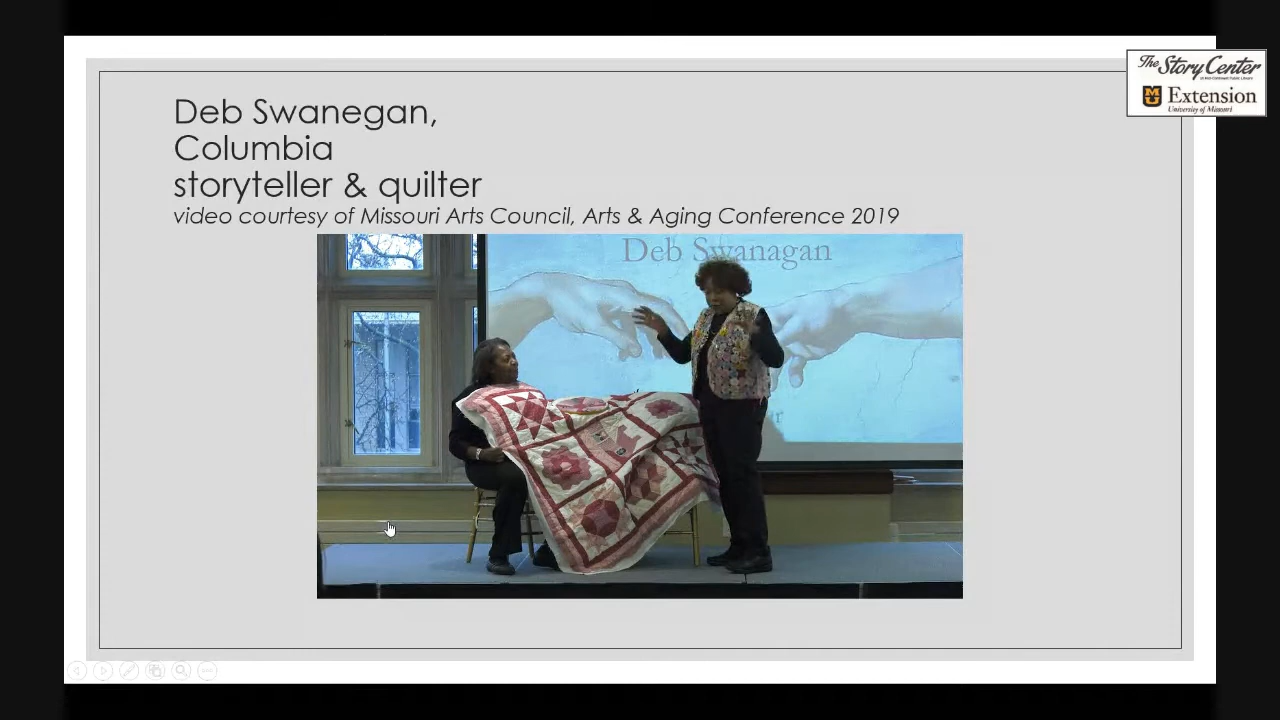 Deb Swanegan,
Columbia
storyteller & quilter
video courtesy of Missouri Arts Council, Arts & Aging Conference 2019
Deb Swanagan
The Story Center
Extension
University of Missouri